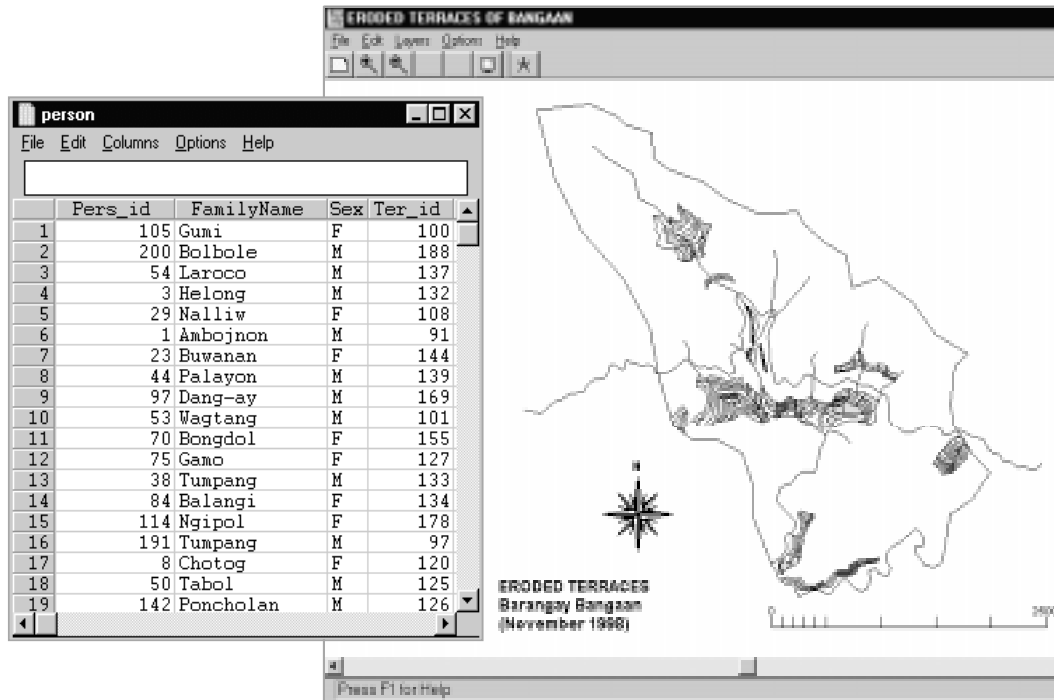 ERODED TERRACES OF BANGAAN
File Edit Layers Options Help
person
File Edit Columns Options Help
Pers_id FamilyName Sex Ter_id
1 105 Gumi F 100
2 200 Bolbole M 188
3 54 Laroco M 137
4 3 Helong M 132
5 29 Nalliw F 108
6 1 Ambojnon M 91
7 23 Buwanan F 144
8 44 Palayon M 139
9 97 Dang-ay M 169
10 53 Wagtang M 101
11 70 Bongdol F 155
12 75 Gamo F 127
13 38 Tumpang M 133
14 84 Balangi F 134
15 114 Ngipol F 178
16 191 Tumpang M 97
17 8 Chotog F 120
18 50 Tabol M 125
19 142 Poncholan M 126
N
ERODED TERRACES
Barangay Bangaan
(November 1998)
0
Press F1 for Help